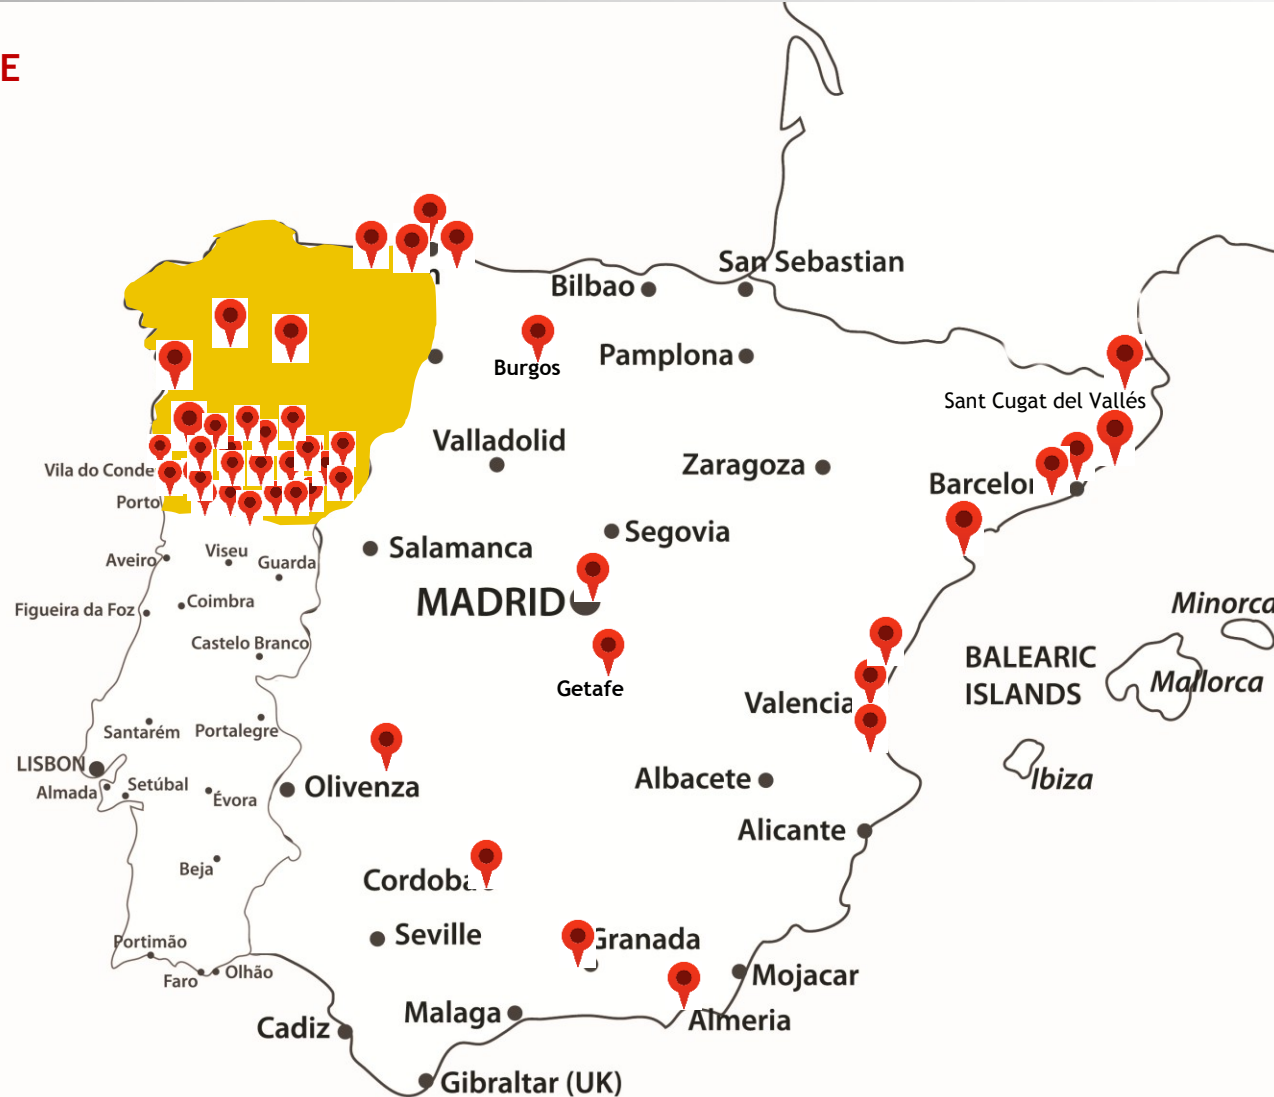 E
San Sebastian
Bilbao
n
Burgos
Pamplona
Sant Cugat del Vallés
Valladolid
Zaragoza
Vila do Conde
Barcelor
Porto
Segovia
Salamanca
Aveiro
Viseu
Guarda
MADRID
Figueira da Foz
Coimbra
Minorca
Castelo Branco
BALEARIC
ISLANDS
Mallorca
Getafe
Valencia
Santarém
Portalegre
LISBON
Almada
Setúbal
Évora
Olivenza
Albacete
Ibiza
Alicante
Beja
Cordoba
Seville
Granada
Portimão
Faro
Olhão
Mojacar
Cadiz
Malaga
Almeria
Gibraltar (UK)